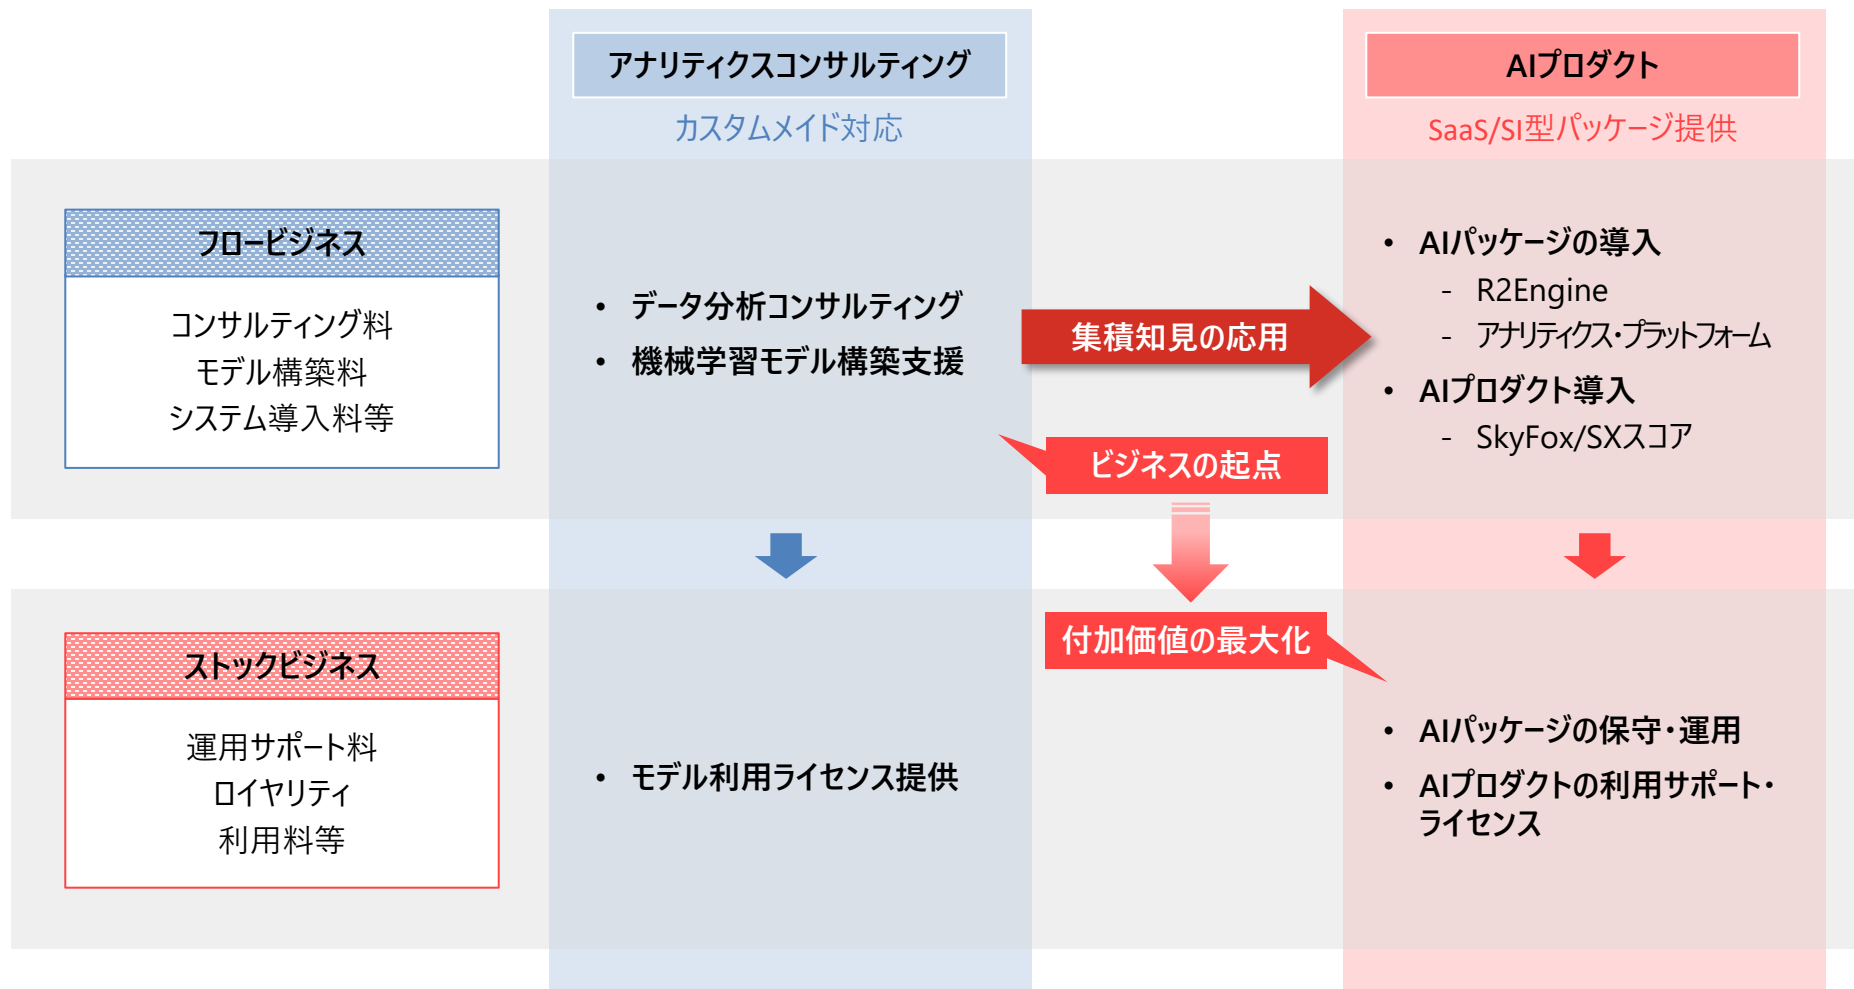 アナリティクスコンサルティング
カスタムメイド対応
AIプロダクト
SaaS/SI型パッケージ提供
フロービジネス
コンサルティング料
モデル構築料
システム導入料等
• データ分析コンサルティング
• 機械学習モデル構築支援
集積知見の応用
• AIパッケージの導入
- R2Engine
- アナリティクス・プラットフォーム
• AIプロダクト導入
- SkyFox/SXスコア
ビジネスの起点
付加価値の最大化
ストックビジネス
運用サポート料
ロイヤリティ
利用料等
• モデル利用ライセンス提供
• AIパッケージの保守・運用
• AIプロダクトの利用サポート・
ライセンス